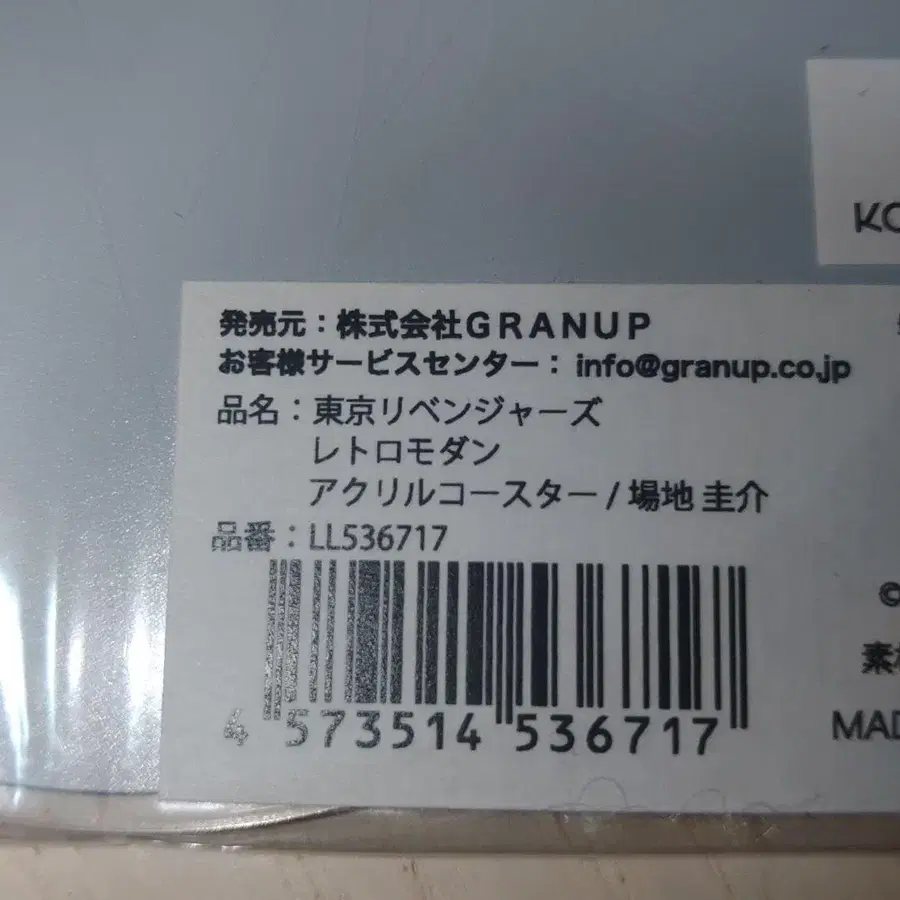 KO
発売元：株式会社GRANUP
お客様サービスセンター：info@granup.co.jp
品名：東京リベンジャーズ
レトロモダン
アクリルコースター/場地 圭介
品番：LL536717
4 573514 536717
©
素材
MAD